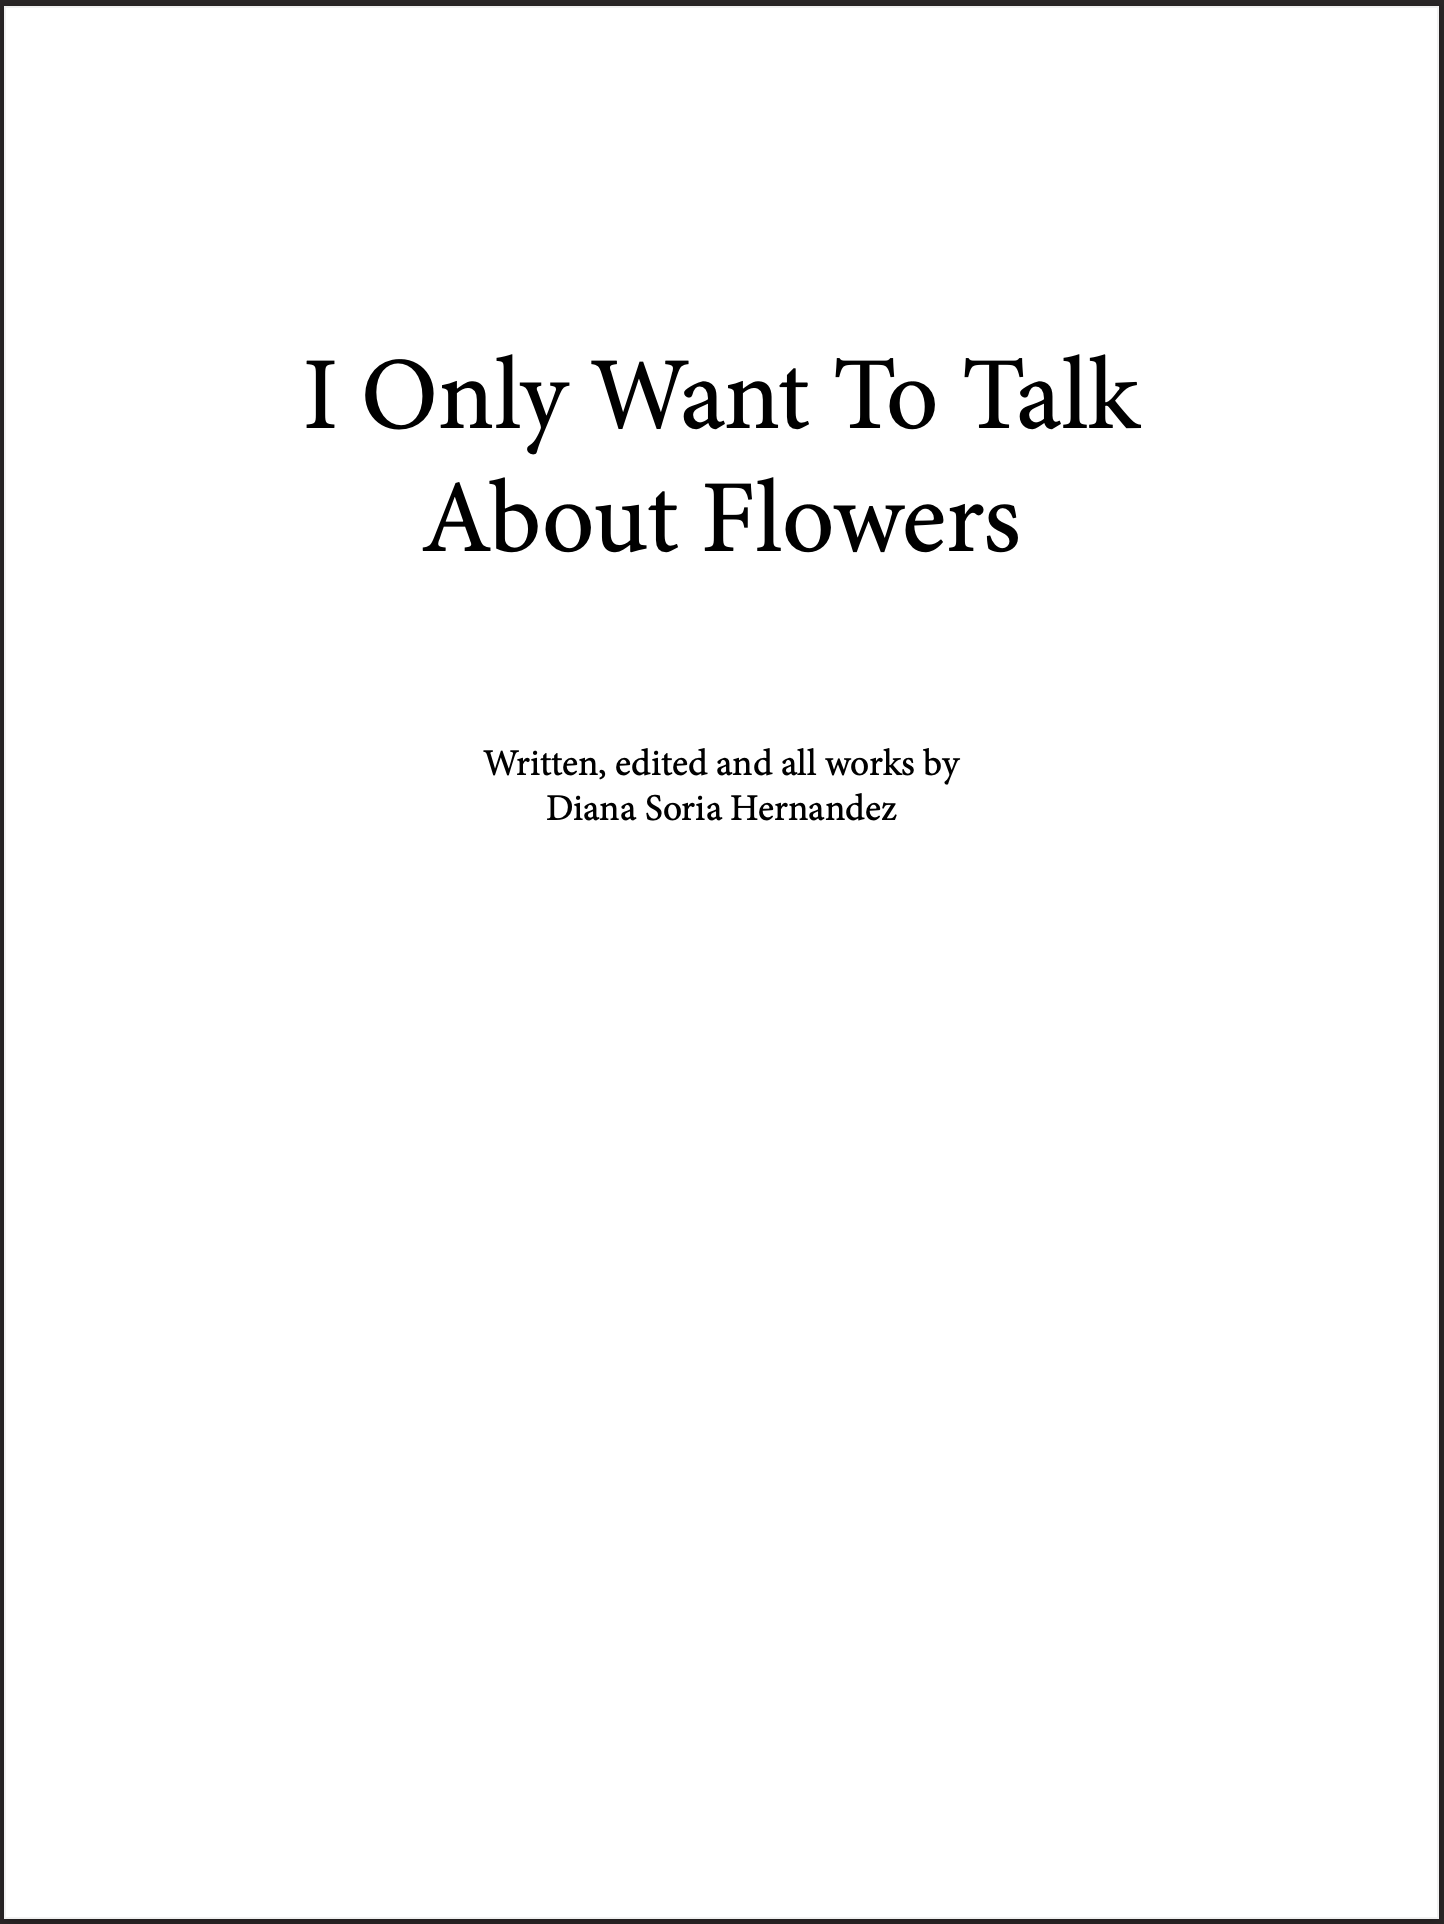 I Only Want To Talk
About Flowers
Written, edited and all works by
Diana Soria Hernandez